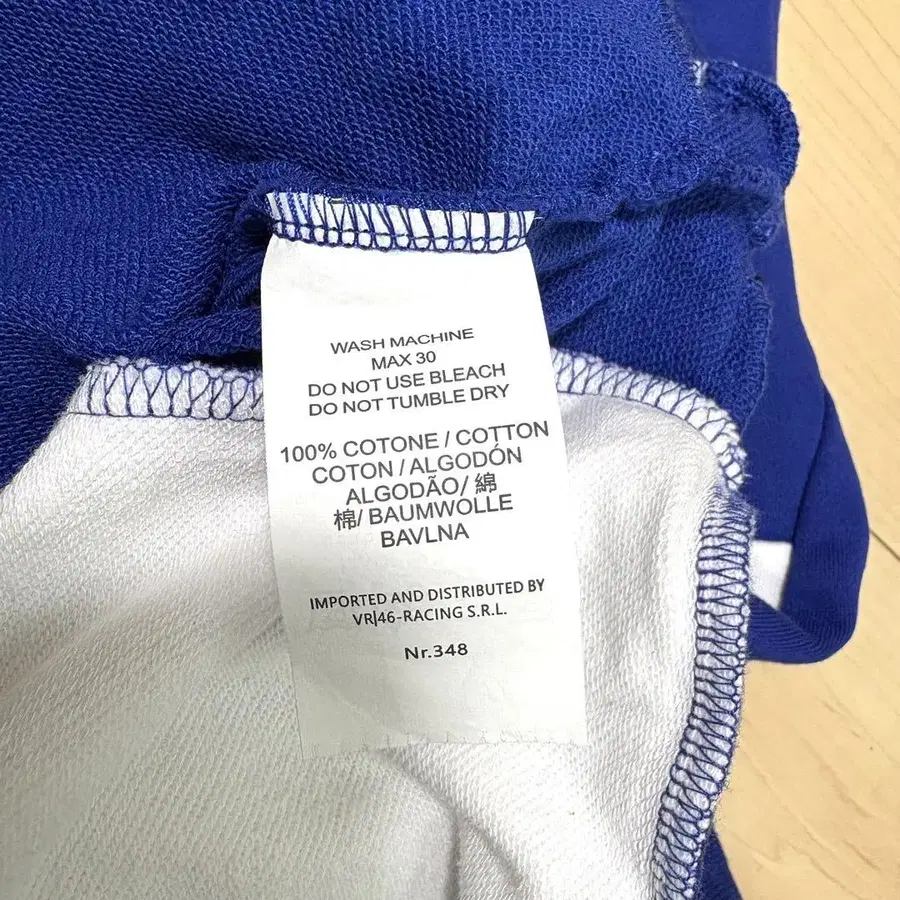 WASH MACHINE
MAX 30
DO NOT USE BLEACH
DO NOT TUMBLE DRY
100% COTONE / COTTON
COTON / ALGODÓN
ALGODÃO/ 綿
棉/ BAUMWOLLE
BAVLNA
IMPORTED AND DISTRIBUTED BY
VR|46-RACING S.R.L.
Nr.348